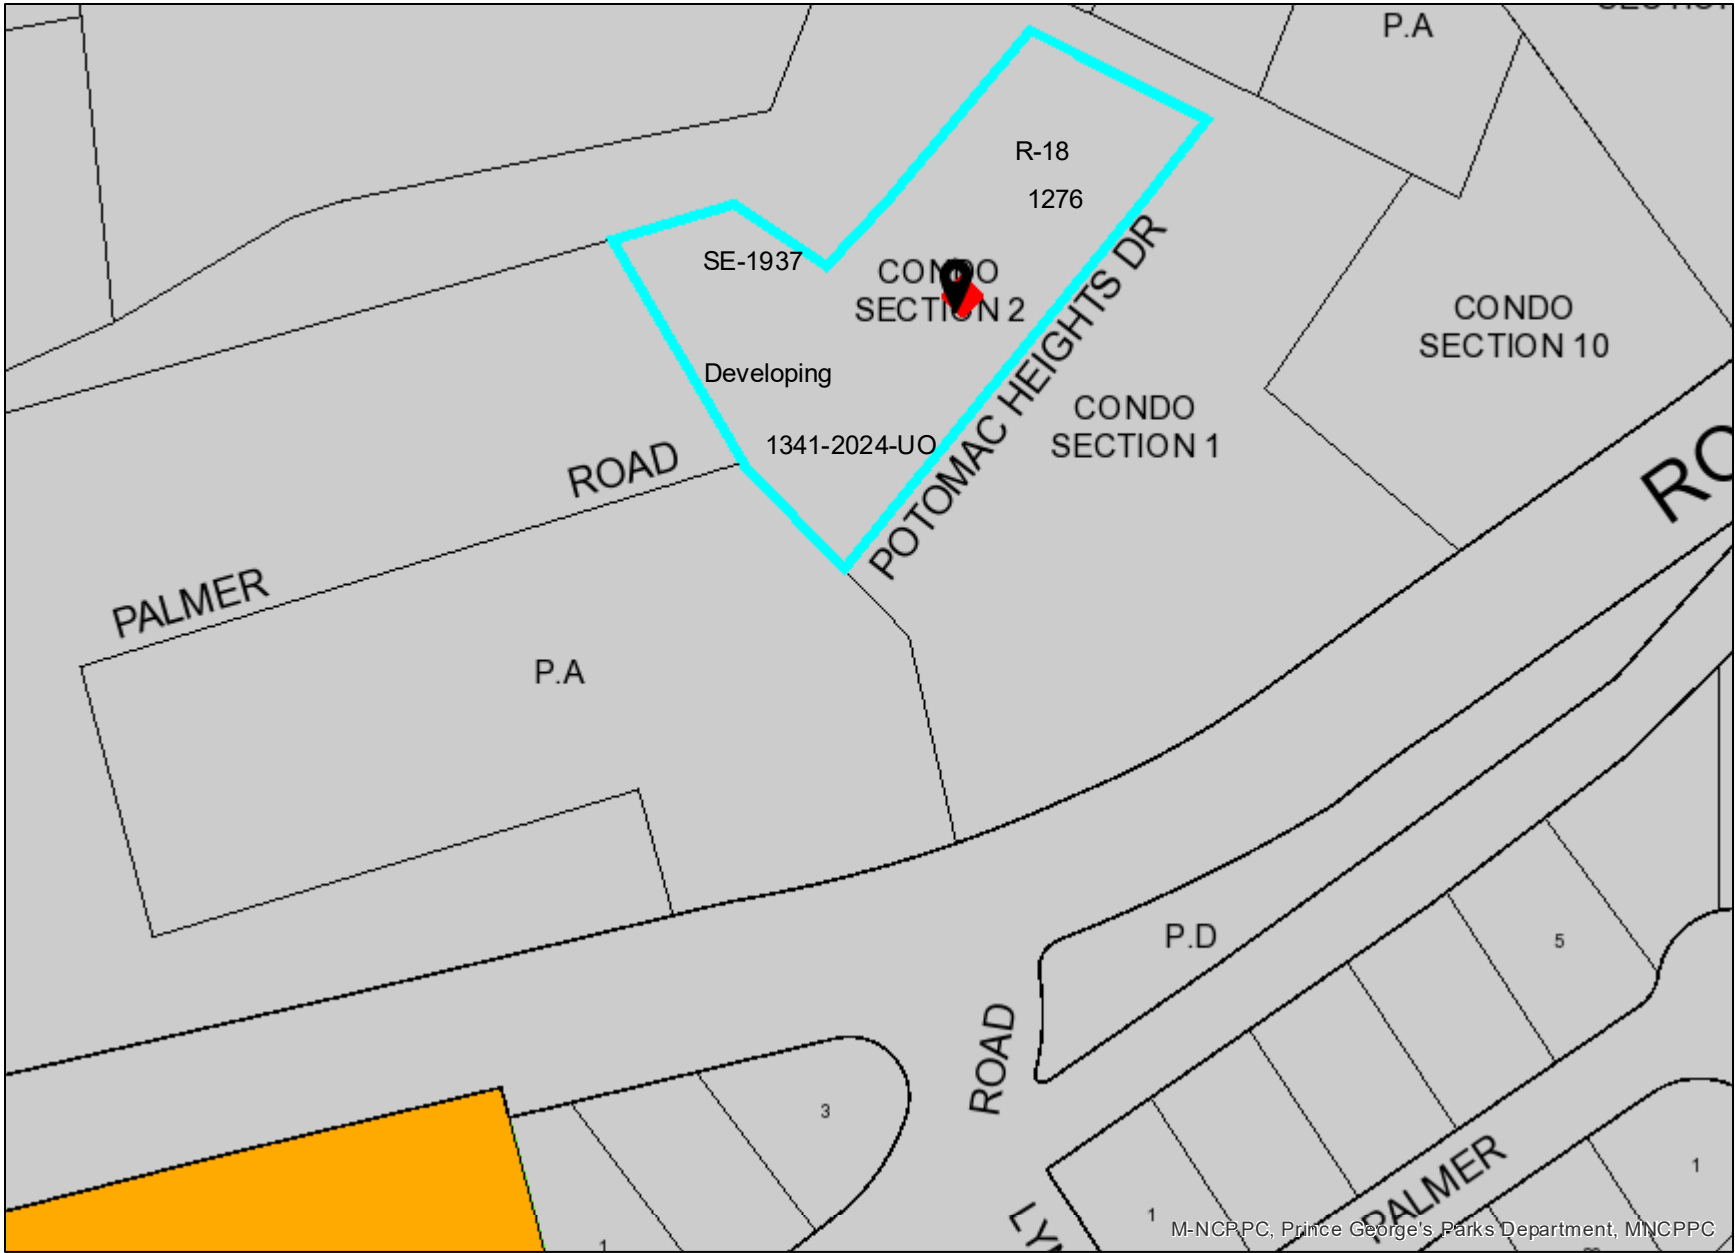 P.A
R-18
1276
SE-1937
CONDO
SECTION 2
POTOMAC HEIGHTS DR
CONDO
SECTION 10
Developing
CONDO
SECTION 1
1341-2024-UO
PALMER ROAD
P.A
P.D
5
ROAD
3
PALMER
1
1
1
M-NCPPC, Prince George's Parks Department, MNCPPC